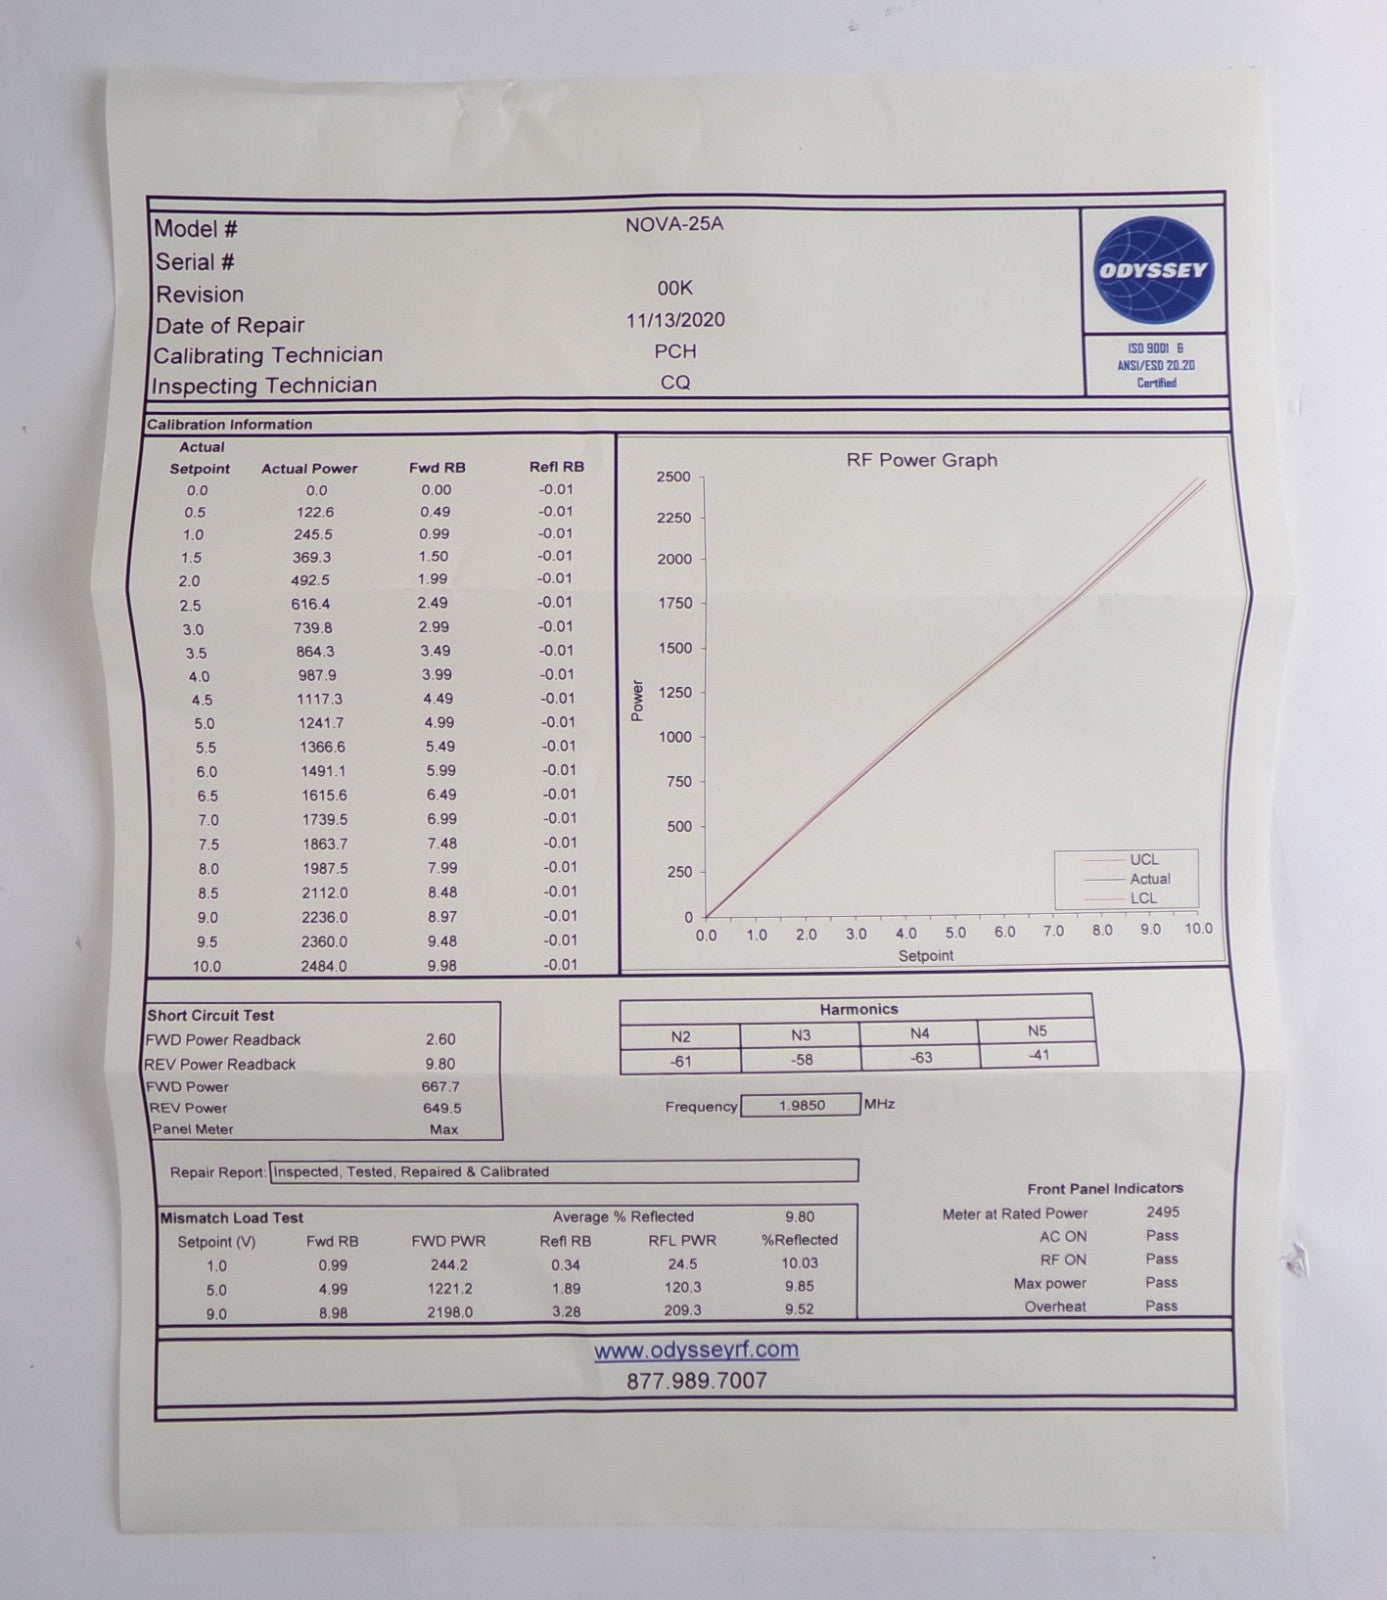 Model # NOVA-25A
Serial #
Revision 00K
Date of Repair 11/13/2020
Calibrating Technician PCH
Inspecting Technician CQ
ODYSSEY
ISO 9001 &
ANSI/ESD 20.20
Certified
Calibration Information
Actual
Setpoint Actual Power Fwd RB Refl RB
0.0 0.0 0.00 -0.01
0.5 122.6 0.49 -0.01
1.0 245.5 0.99 -0.01
1.5 369.3 1.50 -0.01
2.0 492.5 1.99 -0.01
2.5 616.4 2.49 -0.01
3.0 739.8 2.99 -0.01
3.5 864.3 3.49 -0.01
4.0 987.9 3.99 -0.01
4.5 1117.3 4.49 -0.01
5.0 1241.7 4.99 -0.01
5.5 1366.6 5.49 -0.01
6.0 1491.1 5.99 -0.01
6.5 1615.6 6.49 -0.01
7.0 1739.5 6.99 -0.01
7.5 1863.7 7.48 -0.01
8.0 1987.5 7.99 -0.01
8.5 2112.0 8.48 -0.01
9.0 2236.0 8.97 -0.01
9.5 2360.0 9.48 -0.01
10.0 2484.0 9.98 -0.01
RF Power Graph
2500
2250
2000
1750
1500
1250
1000
750
500
250
0
Power
0.0 1.0 2.0 3.0 4.0 5.0 6.0 7.0 8.0 9.0 10.0
Setpoint
UCL
Actual
LCL
Short Circuit Test
FWD Power Readback 2.60
REV Power Readback 9.80
FWD Power 667.7
REV Power 649.5
Panel Meter Max
Harmonics
N2 N3 N4 N5
-61 -58 -63 -41
Frequency 1.9850 MHz
Repair Report: Inspected, Tested, Repaired & Calibrated
Mismatch Load Test Average % Reflected 9.80
Setpoint (V) Fwd RB FWD PWR Refl RB RFL PWR %Reflected
1.0 0.99 244.2 0.34 24.5 10.03
5.0 4.99 1221.2 1.89 120.3 9.85
9.0 8.98 2198.0 3.28 209.3 9.52
Front Panel Indicators
Meter at Rated Power 2495
AC ON Pass
RF ON Pass
Max power Pass
Overheat Pass
www.odysseyrf.com
877.989.7007